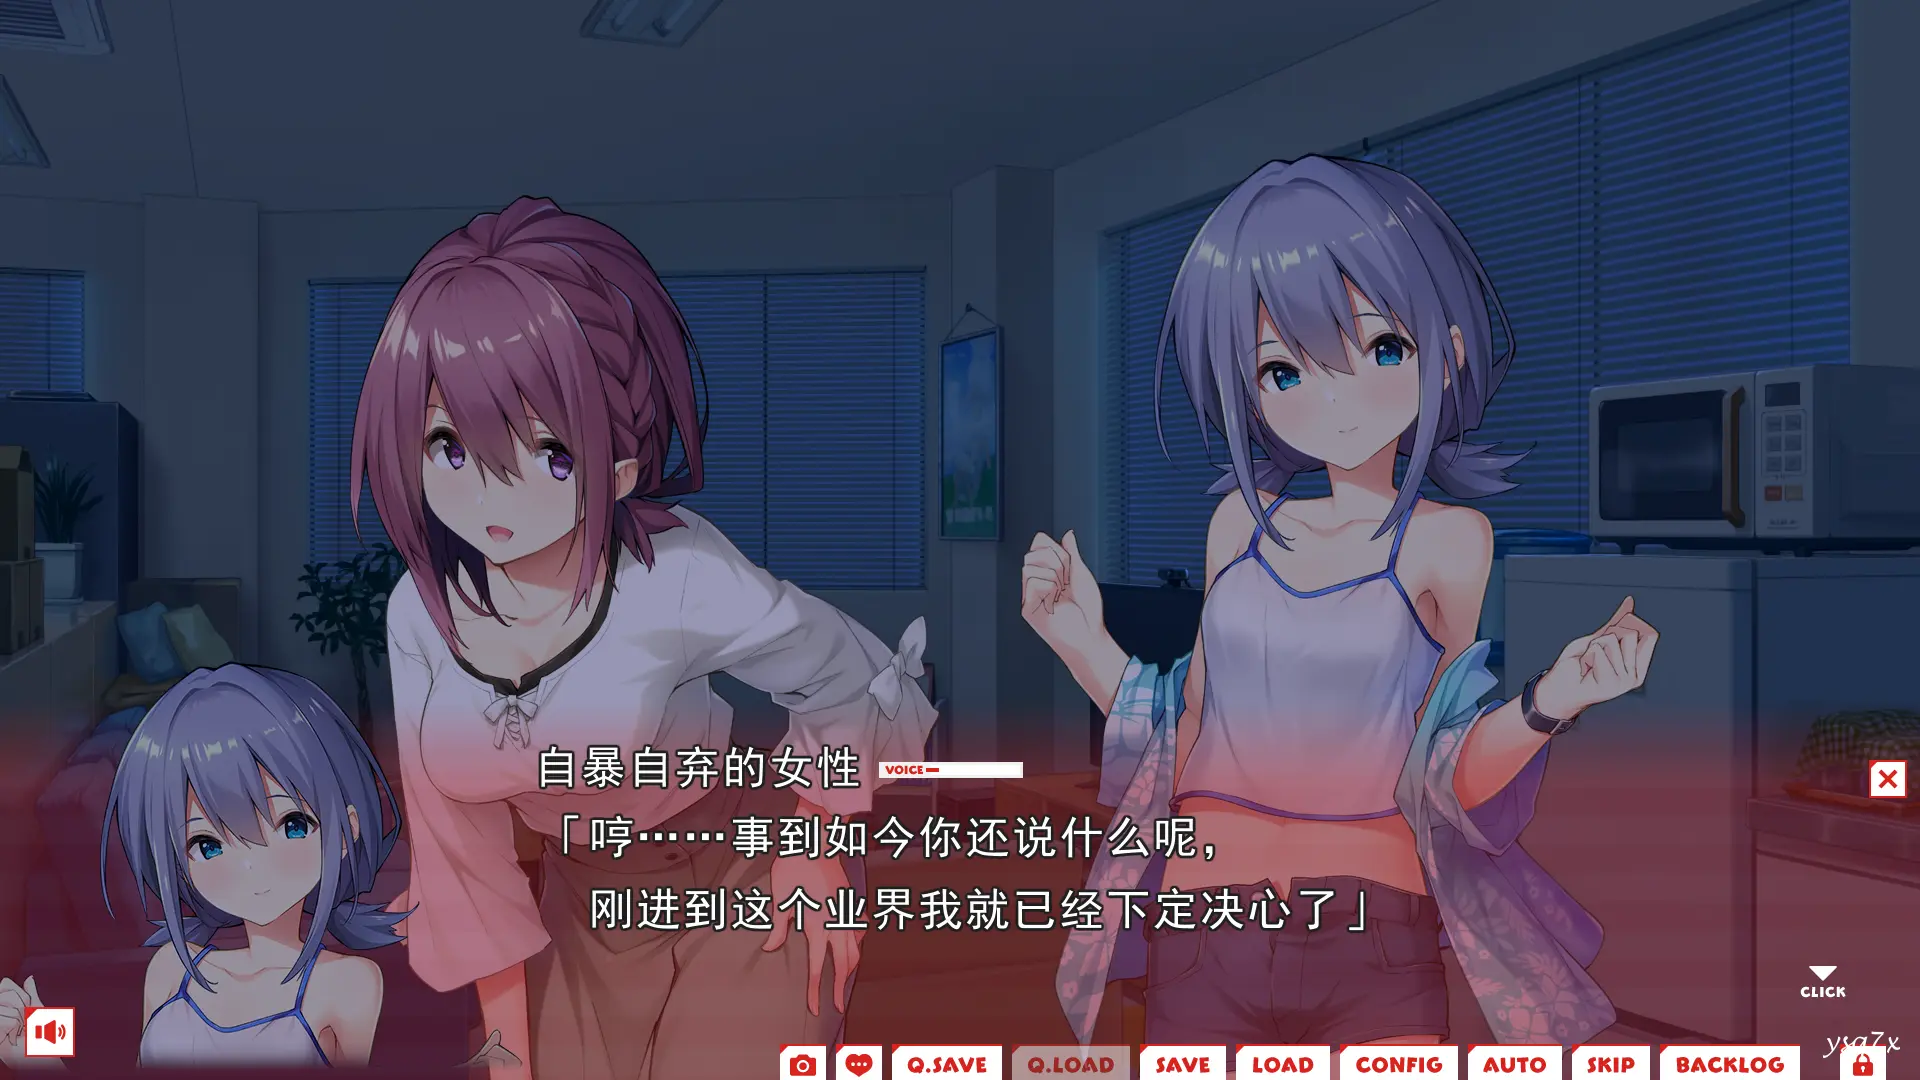 自暴自弃的女性
VOICE
「哼……事到如今你还说什么呢，
刚进到这个业界我就已经下定决心了」
CLICK
ysa7x
Q.SAVE
Q.LOAD
SAVE
LOAD
CONFIG
AUTO
SKIP
BACKLOG